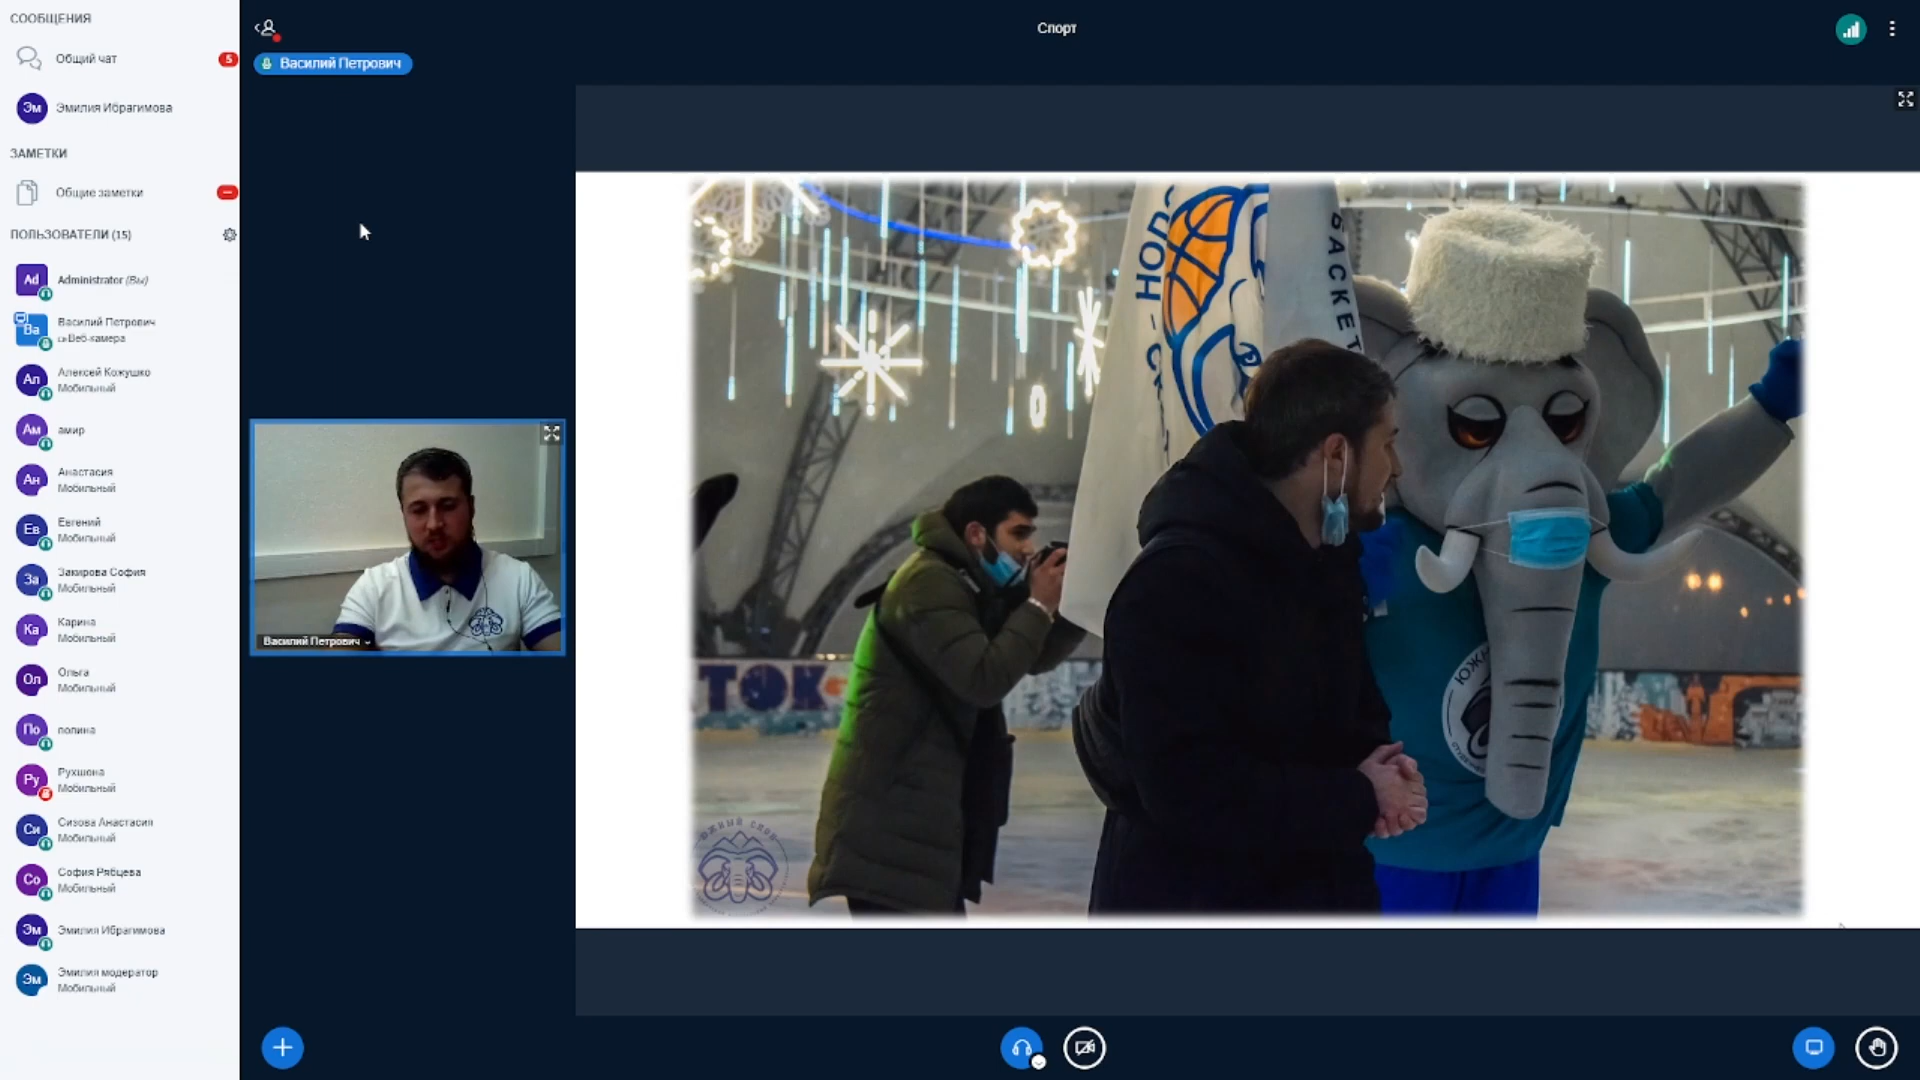 СООБЩЕНИЯ
Общий чат
5
Эм
Эмилия Ибрагимова
ЗАМЕТКИ
Общие заметки
ПОЛЬЗОВАТЕЛИ (15)
Ad
Administrator (Вы)
Ва
Василий Петрович
Веб-камера
Ал
Алексей Кожушко
Мобильный
Ам
амир
Ан
Анастасия
Мобильный
Ев
Евгений
Мобильный
За
Закирова София
Мобильный
Ка
Карина
Мобильный
Ол
Ольга
Мобильный
По
полина
Ру
Рухшона
Мобильный
Си
Сизова Анастасия
Мобильный
Со
София Рябцева
Мобильный
Эм
Эмилия Ибрагимова
Эм
Эмилия модератор
Мобильный
Спорт
Василий Петрович
Василий Петрович
БАСКЕТ
ТОК
ЮЖН